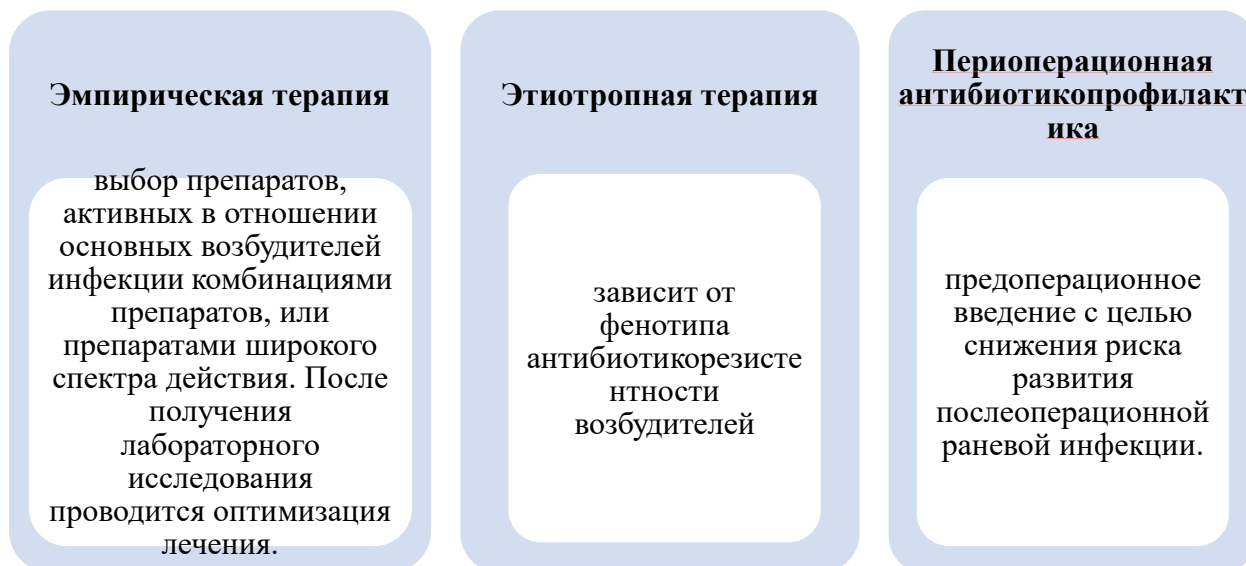 Эмпирическая терапия
выбор препаратов,
активных в отношении
основных возбудителей
инфекции комбинациями
препаратов, или
препаратами широкого
спектра действия. После
получения
лабораторного
исследования
проводится оптимизация
лечения.
Этиотропная терапия
зависит от
фенотипа
антибиотикорезисте
нтности
возбудителей
Периоперационная
антибиотикопрофилакт
ика
предоперационное
введение с целью
снижения риска
развития
послеоперационной
раневой инфекции.